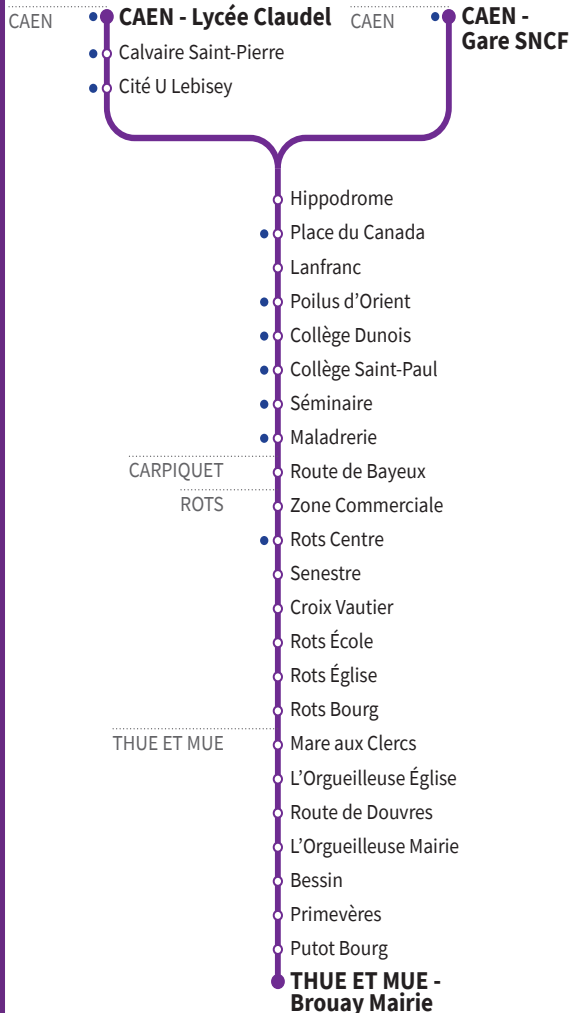 CAEN
CAEN - Lycée Claudel
CAEN
CAEN -
Gare SNCF
Calvaire Saint-Pierre
Cité U Lebisey
Hippodrome
Place du Canada
Lanfranc
Poilus d’Orient
Collège Dunois
Collège Saint-Paul
Séminaire
Maladrerie
CARPIQUET
Route de Bayeux
ROTS
Zone Commerciale
Rots Centre
Senestre
Croix Vautier
Rots École
Rots Église
Rots Bourg
THUE ET MUE
Mare aux Clercs
L’Orgueilleuse Église
Route de Douvres
L’Orgueilleuse Mairie
Bessin
Primevères
Putot Bourg
THUE ET MUE -
Brouay Mairie